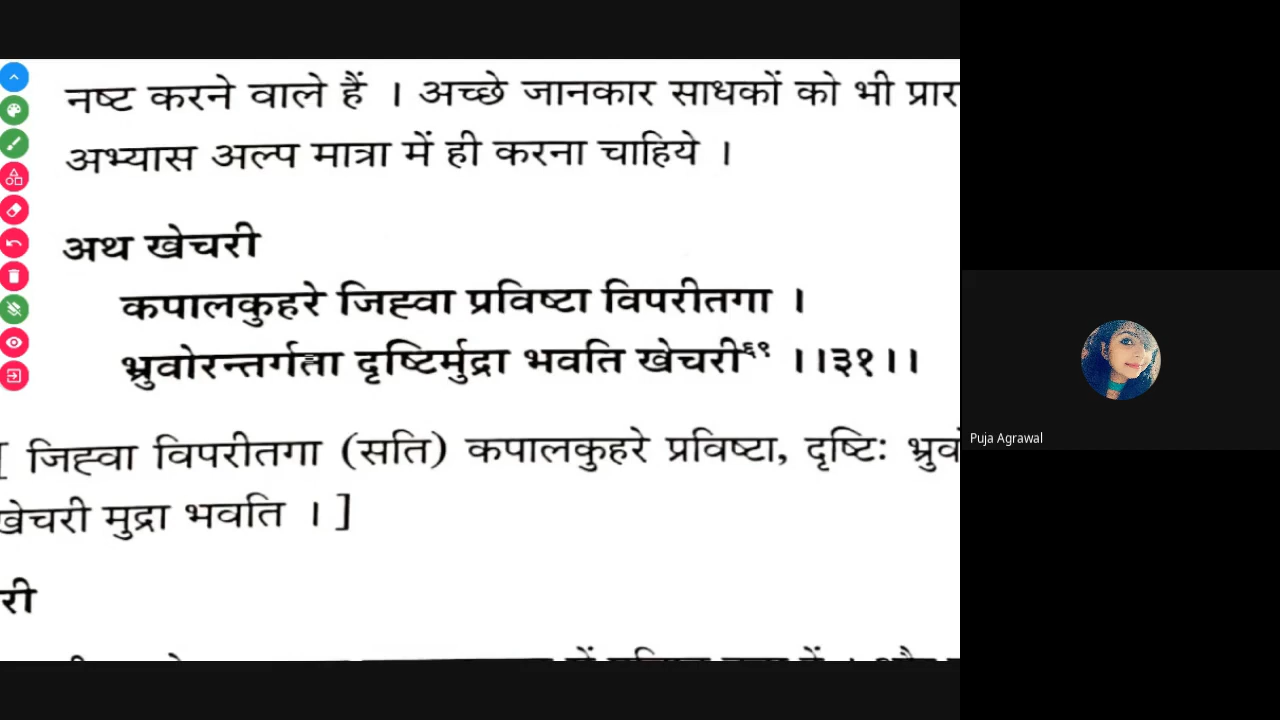 नष्ट करने वाले हैं । अच्छे जानकार साधकों को भी प्रार
अभ्यास अल्प मात्रा में ही करना चाहिये ।
अथ खेचरी
कपालकुहरे जिह्वा प्रविष्टा विपरीतगा ।
भ्रुवोरन्तर्गता दृष्टिर्मुद्रा भवति खेचरी६९ ।।३१।।
[ जिह्वा विपरीतगा (सति) कपालकुहरे प्रविष्टा, दृष्टिः भ्रुवो
खेचरी मुद्रा भवति । ]
री
Puja Agrawal